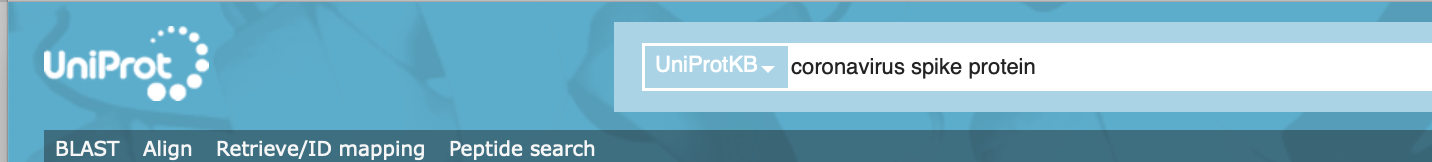 UniProt
UniProtKB coronavirus spike protein
BLAST Align Retrieve/ID mapping Peptide search